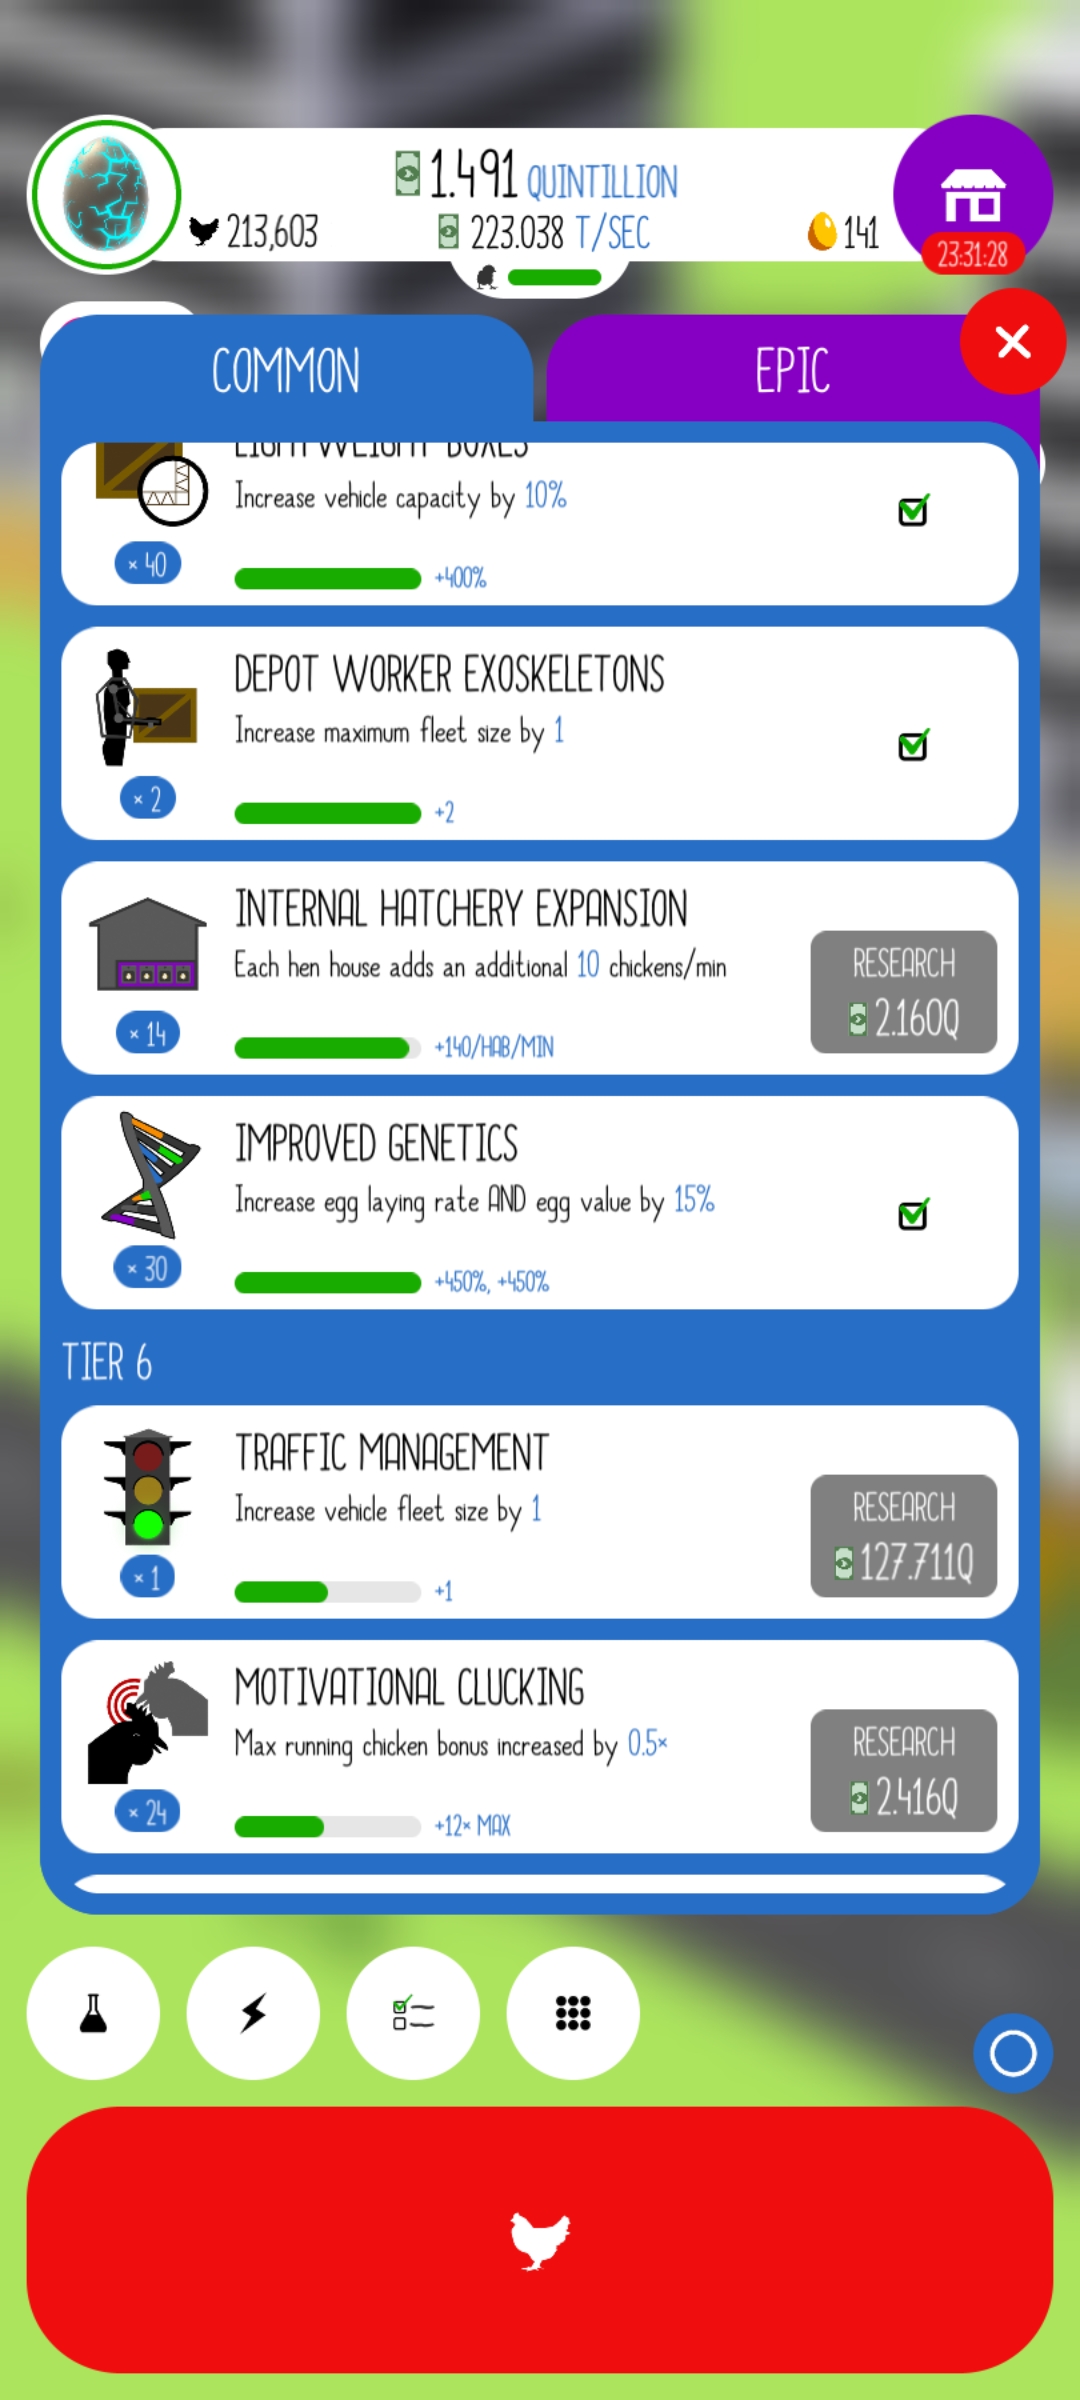 1.491 QUINTILLION
213,603
223.038 T/SEC
141
23:31:28
COMMON
EPIC
LIGHTWEIGHT BOXES
Increase vehicle capacity by 10%
× 40
+400%
DEPOT WORKER EXOSKELETONS
Increase maximum fleet size by 1
× 2
+2
INTERNAL HATCHERY EXPANSION
Each hen house adds an additional 10 chickens/min
RESEARCH
2.160Q
× 14
+140/HAB/MIN
IMPROVED GENETICS
Increase egg laying rate AND egg value by 15%
× 30
+450%, +450%
TIER 6
TRAFFIC MANAGEMENT
Increase vehicle fleet size by 1
RESEARCH
127.711Q
× 1
+1
MOTIVATIONAL CLUCKING
Max running chicken bonus increased by 0.5×
RESEARCH
2.416Q
× 24
+12× MAX